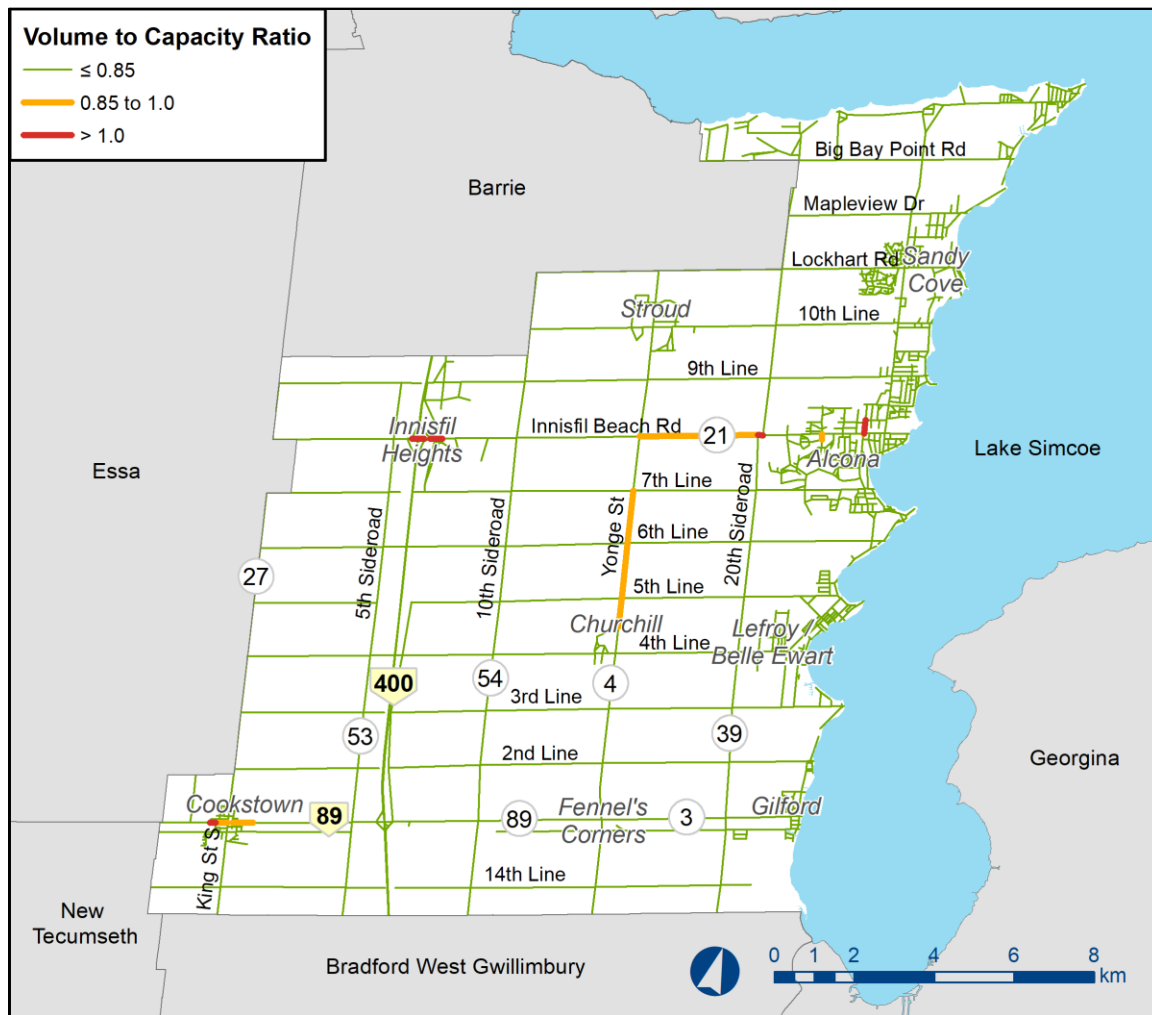 Volume to Capacity Ratio
≤ 0.85
0.85 to 1.0
> 1.0
Big Bay Point Rd
Barrie
Mapleview Dr
Lockhart Rd
Sandy
Cove
Stroud
10th Line
9th Line
Innisfil
Heights
Innisfil Beach Rd
21
Alcona
Lake Simcoe
Essa
7th Line
6th Line
5th Line
27
5th Sideroad
10th Sideroad
Yonge St
20th Sideroad
Churchill
4th Line
Lefroy /
Belle Ewart
400
54
4
3rd Line
53
39
2nd Line
Georgina
Cookstown
89
89
Fennel's
Corners
3
Gilford
King St S
14th Line
New
Tecumseth
Bradford West Gwillimbury
0 1 2 4 6 8
km